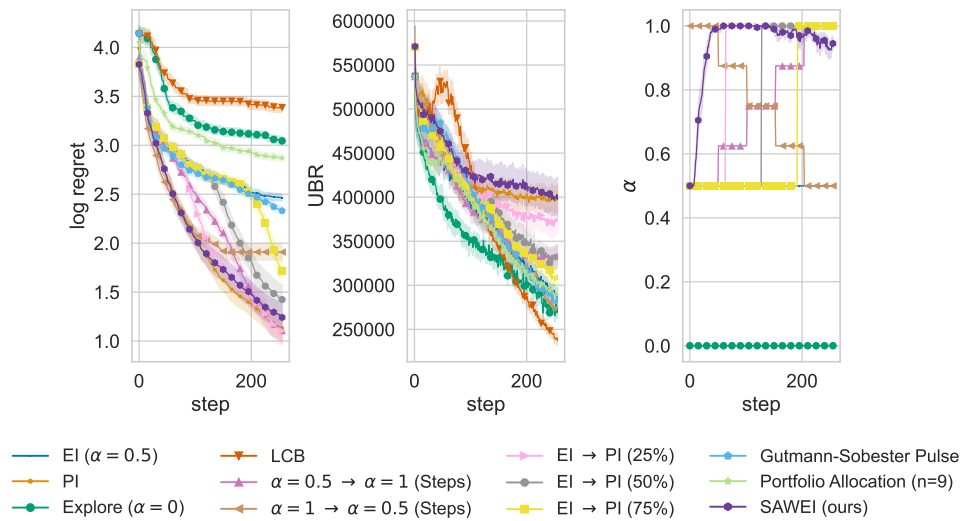 4.0
3.5
3.0
2.5
2.0
1.5
1.0
log regret
0
200
step
600000
550000
500000
450000
400000
350000
300000
250000
UBR
0
200
step
1.0
0.8
0.6
0.4
0.2
0.0
α
0
200
step
EI (α = 0.5)
PI
Explore (α = 0)
LCB
α = 0.5 → α = 1 (Steps)
α = 1 → α = 0.5 (Steps)
EI → PI (25%)
EI → PI (50%)
EI → PI (75%)
Gutmann-Sobester Pulse
Portfolio Allocation (n=9)
SAWEI (ours)